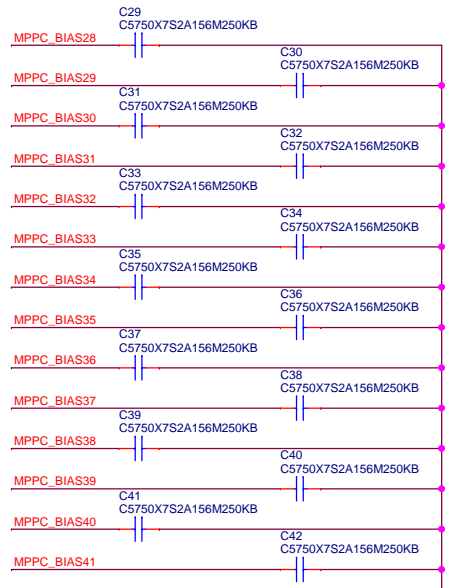 C29
C5750X7S2A156M250KB
MPPC_BIAS28
C30
C5750X7S2A156M250KB
MPPC_BIAS29
C31
C5750X7S2A156M250KB
MPPC_BIAS30
C32
C5750X7S2A156M250KB
MPPC_BIAS31
C33
C5750X7S2A156M250KB
MPPC_BIAS32
C34
C5750X7S2A156M250KB
MPPC_BIAS33
C35
C5750X7S2A156M250KB
MPPC_BIAS34
C36
C5750X7S2A156M250KB
MPPC_BIAS35
C37
C5750X7S2A156M250KB
MPPC_BIAS36
C38
C5750X7S2A156M250KB
MPPC_BIAS37
C39
C5750X7S2A156M250KB
MPPC_BIAS38
C40
C5750X7S2A156M250KB
MPPC_BIAS39
C41
C5750X7S2A156M250KB
MPPC_BIAS40
C42
C5750X7S2A156M250KB
MPPC_BIAS41